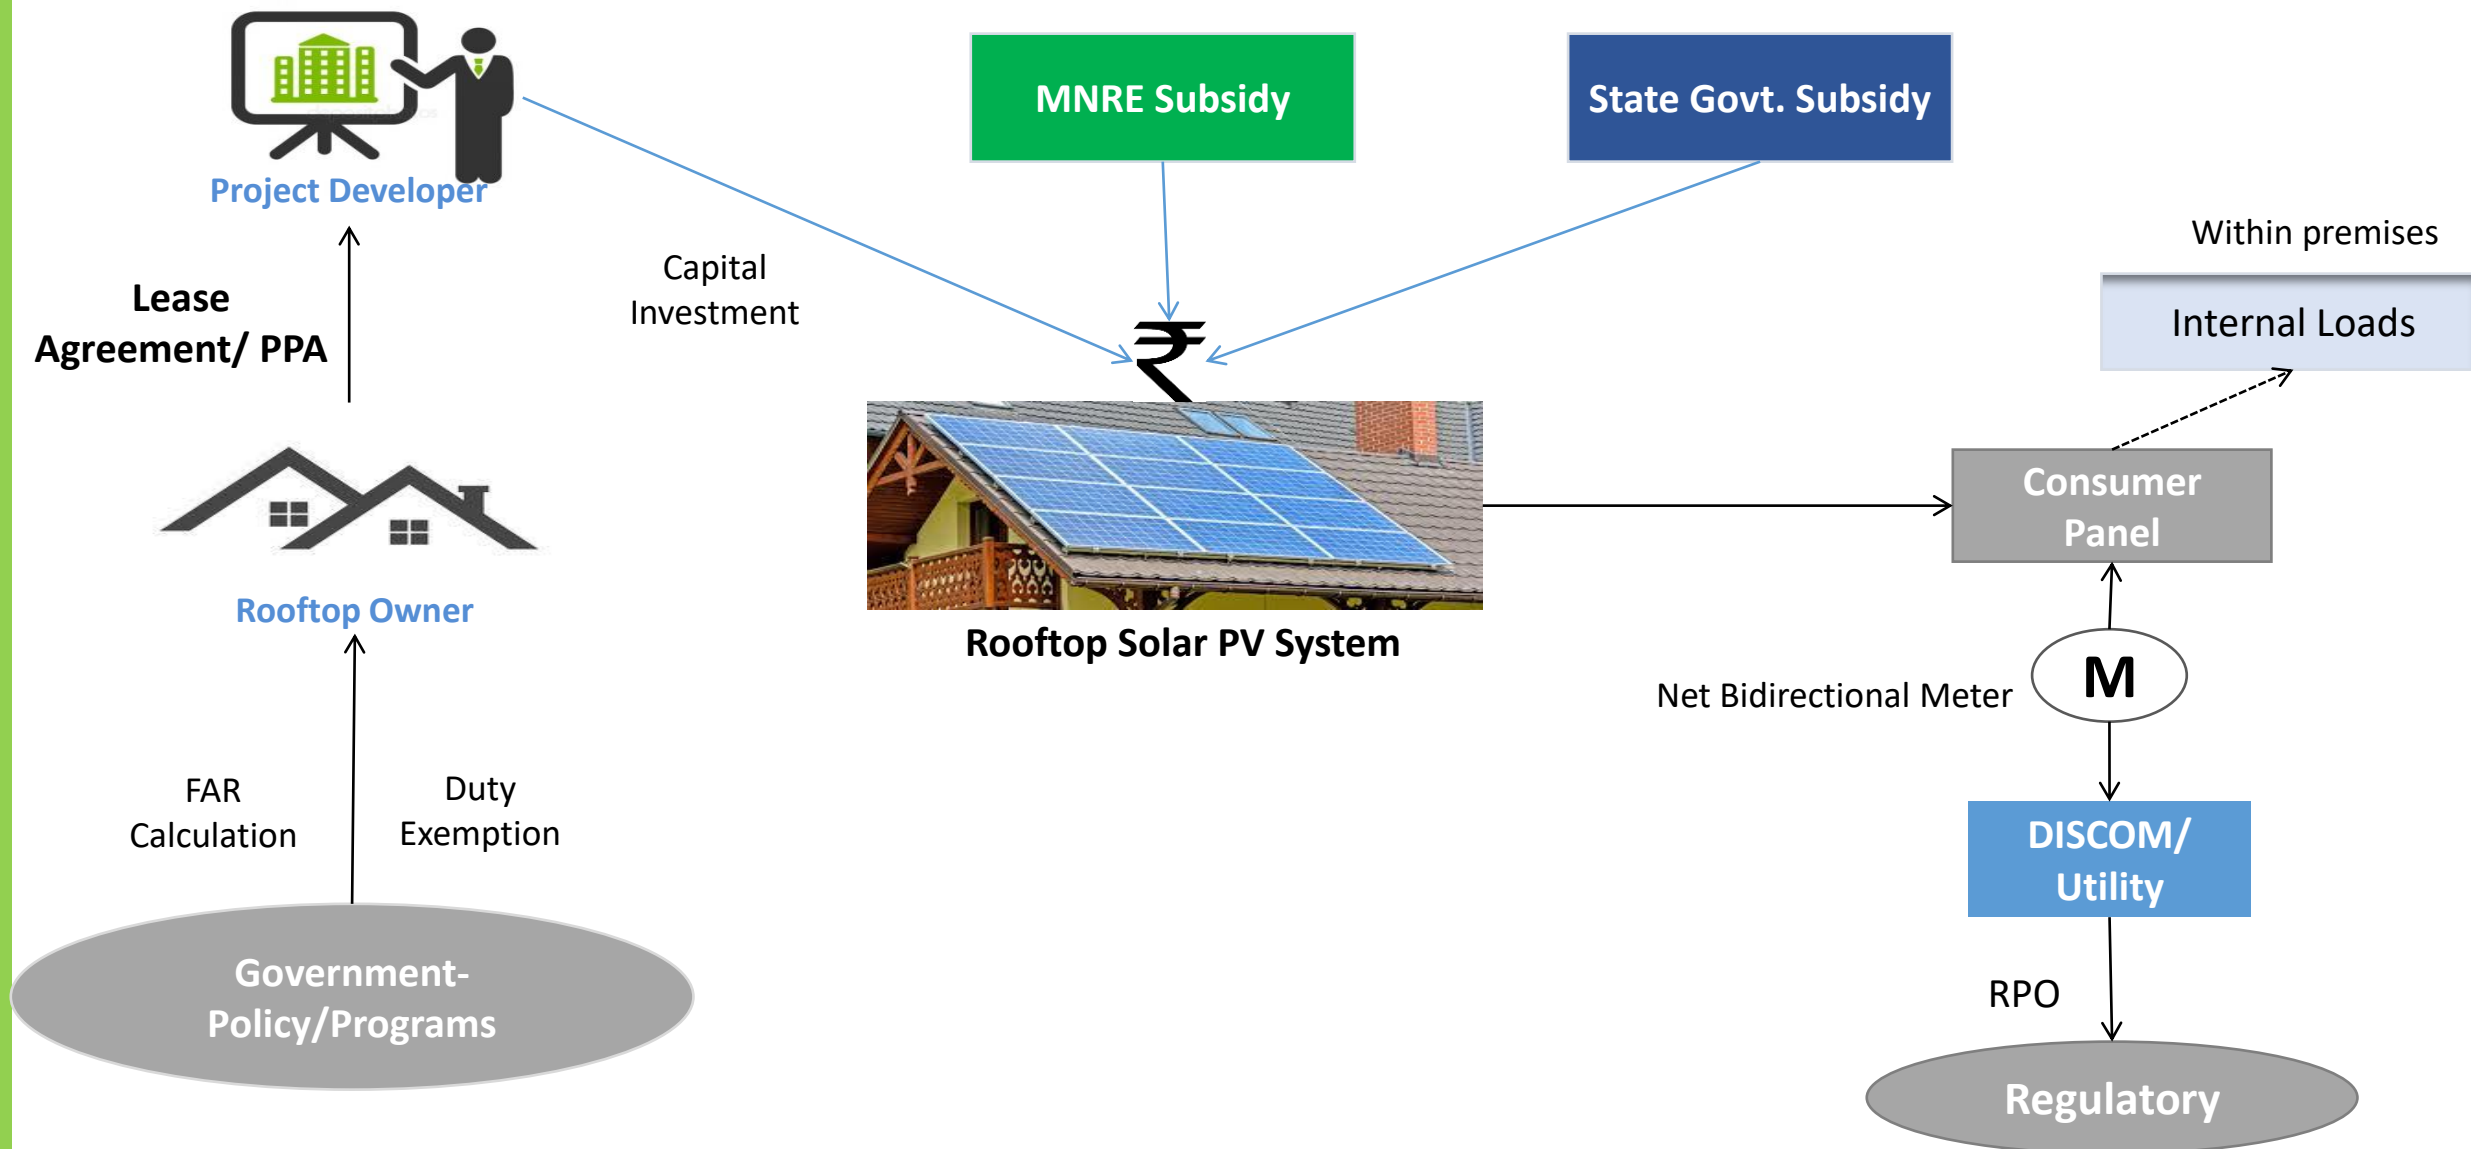 MNRE Subsidy
State Govt. Subsidy
Project Developer
Within premises
Capital
Investment
Lease
Agreement/ PPA
₹
Internal Loads
Consumer
Panel
Rooftop Owner
Rooftop Solar PV System
Net Bidirectional Meter
M
FAR
Calculation
Duty
Exemption
DISCOM/
Utility
Government-
Policy/Programs
RPO
Regulatory